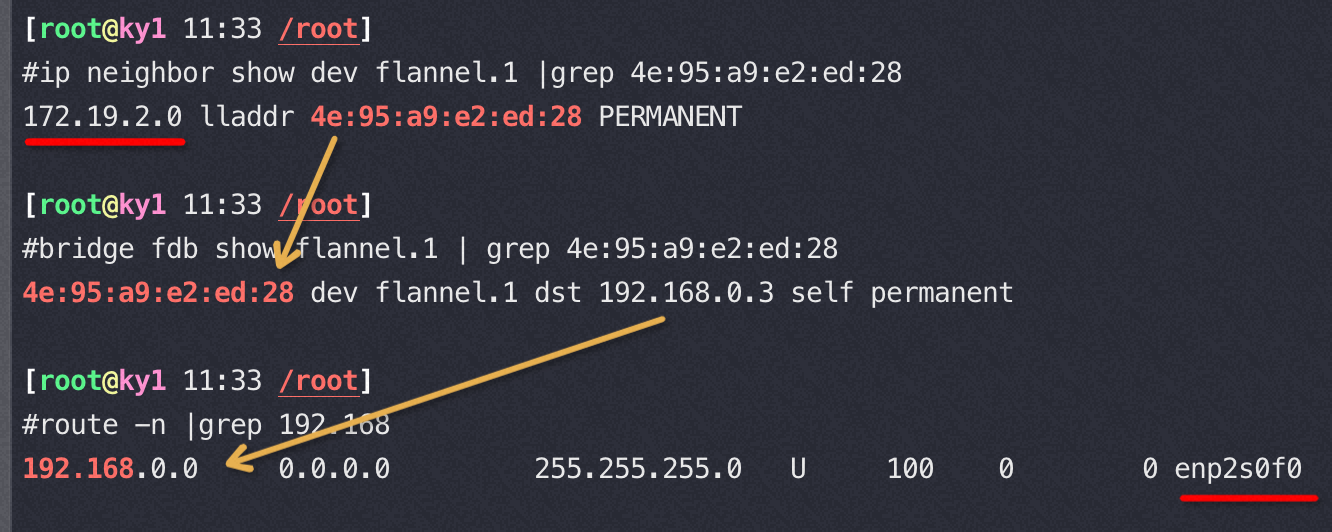 [root@ky1 11:33 /root]
#ip neighbor show dev flannel.1 |grep 4e:95:a9:e2:ed:28
172.19.2.0 lladdr 4e:95:a9:e2:ed:28 PERMANENT
[root@ky1 11:33 /root]
#bridge fdb show flannel.1 | grep 4e:95:a9:e2:ed:28
4e:95:a9:e2:ed:28 dev flannel.1 dst 192.168.0.3 self permanent
[root@ky1 11:33 /root]
#route -n |grep 192.168
192.168.0.0 0.0.0.0 255.255.255.0 U 100 0 0 enp2s0f0